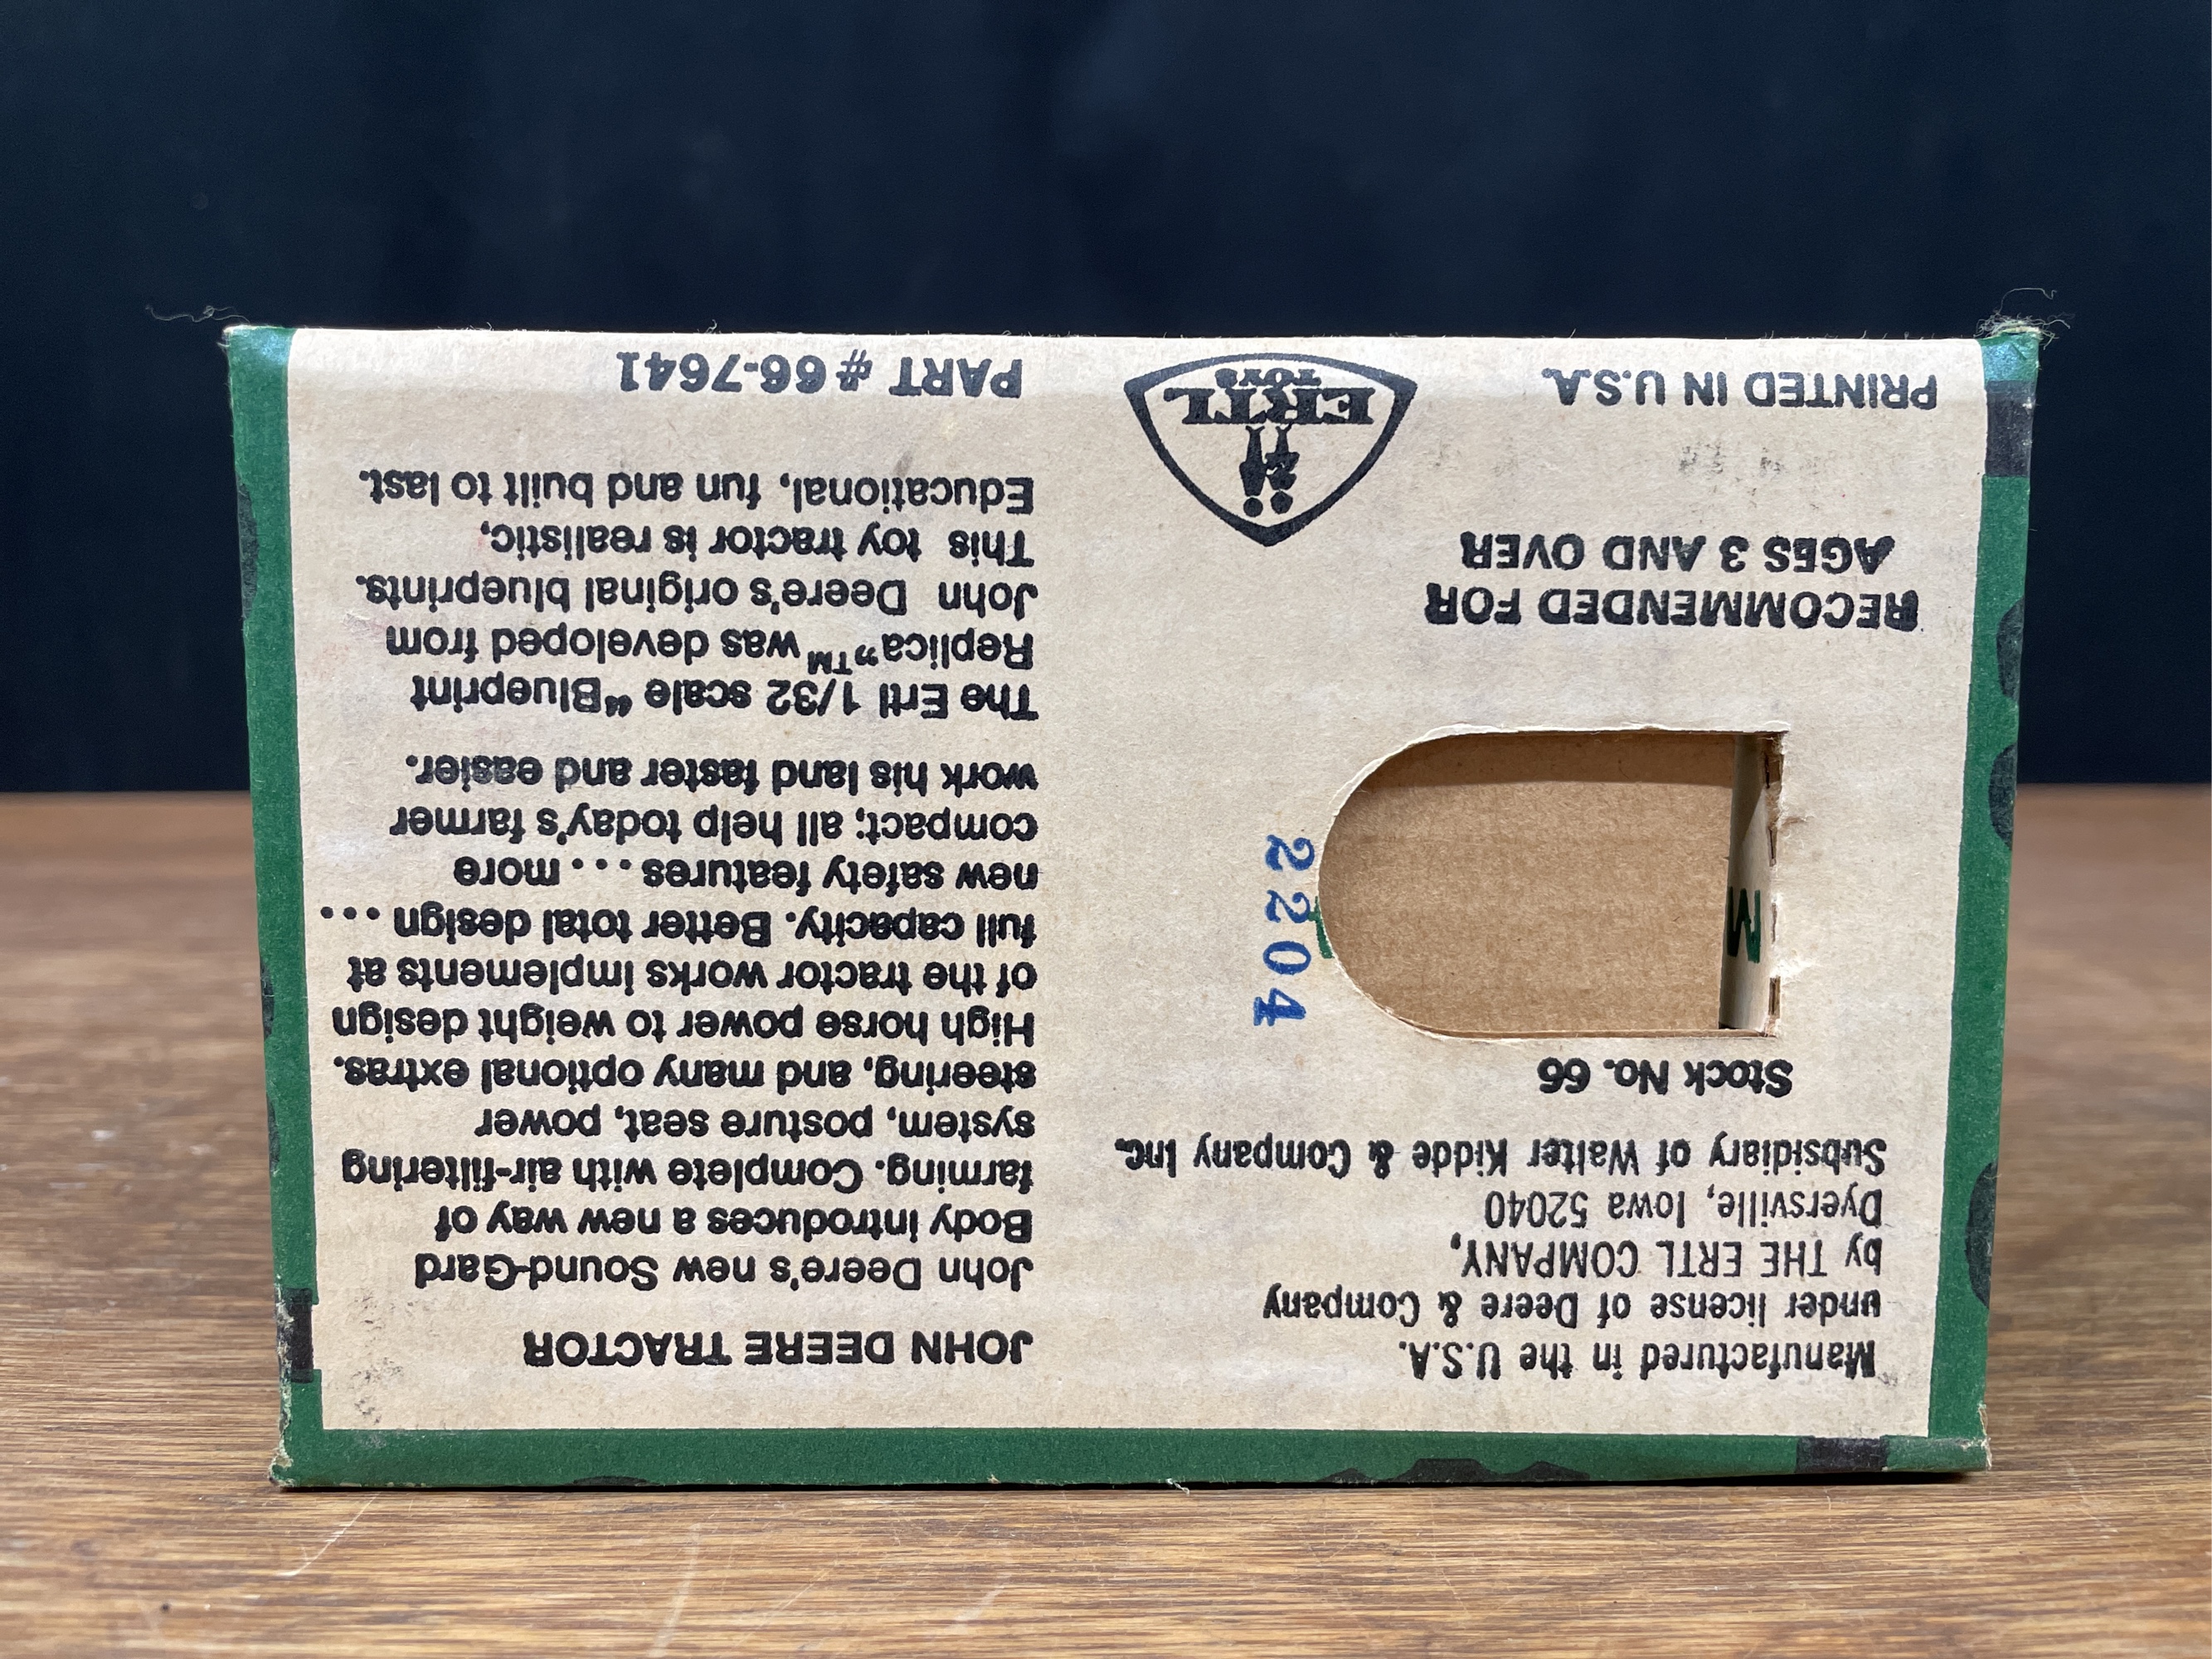 Manufactured in the U.S.A.
under license of Deere & Company
by THE ERTL COMPANY,
Dyersville, Iowa 52040
Subsidiary of Walter Kidde & Company Inc.
Stock No. 66
2204
RECOMMENDED FOR
AGES 3 AND OVER
PRINTED IN U.S.A.
ERTL
TOYS
JOHN DEERE TRACTOR
John Deere's new Sound-Gard
Body introduces a new way of
farming. Complete with air-filtering
system, posture seat, power
steering, and many optional extras.
High horse power to weight design
of the tractor works implements at
full capacity. Better total design ...
new safety features . . . more
compact; all help today's farmer
work his land faster and easier.
The Ertl 1/32 scale “Blueprint
Replica”™ was developed from
John Deere's original blueprints.
This toy tractor is realistic,
Educational, fun and built to last.
PART # 66-7641